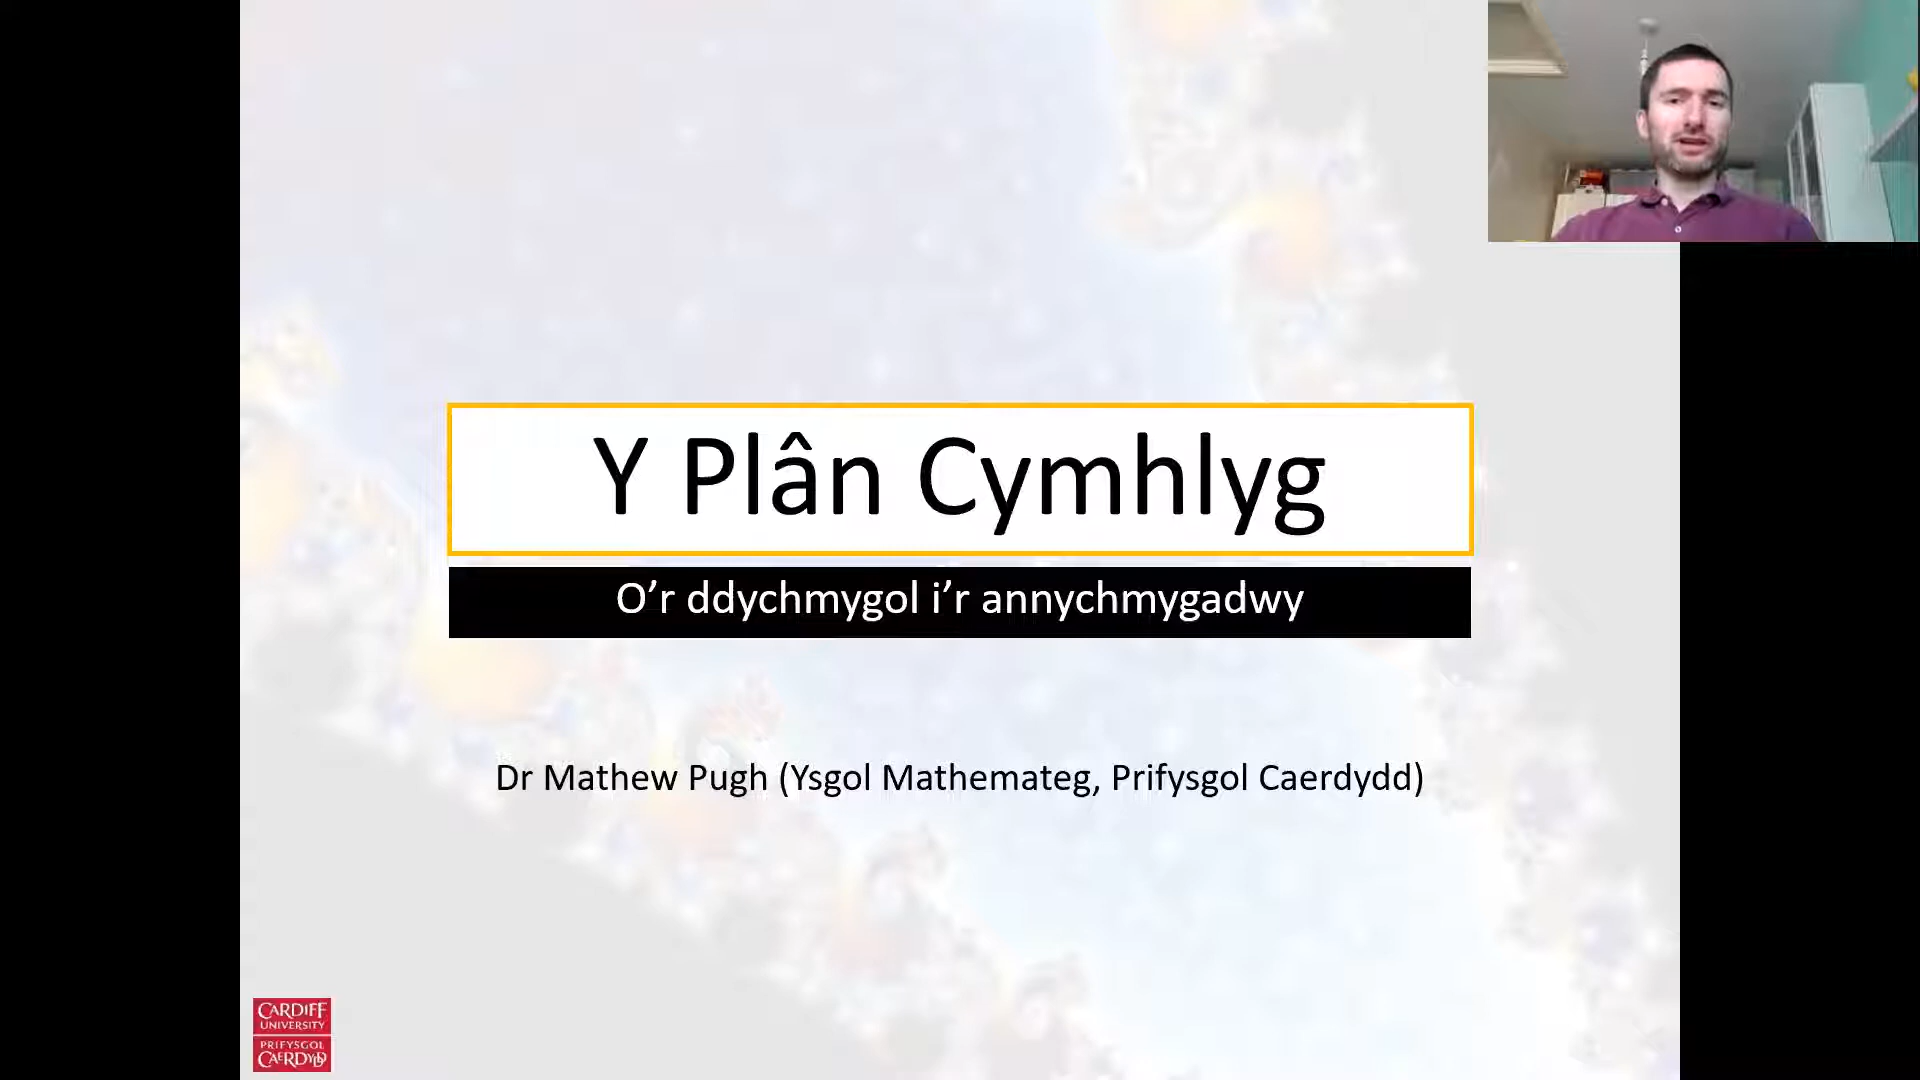 Y Plân Cymhlyg
O’r ddychmygol i’r annychmygadwy
Dr Mathew Pugh (Ysgol Mathemateg, Prifysgol Caerdydd)
CARDIFF
UNIVERSITY
PRIFYSGOL
CAERDYDD